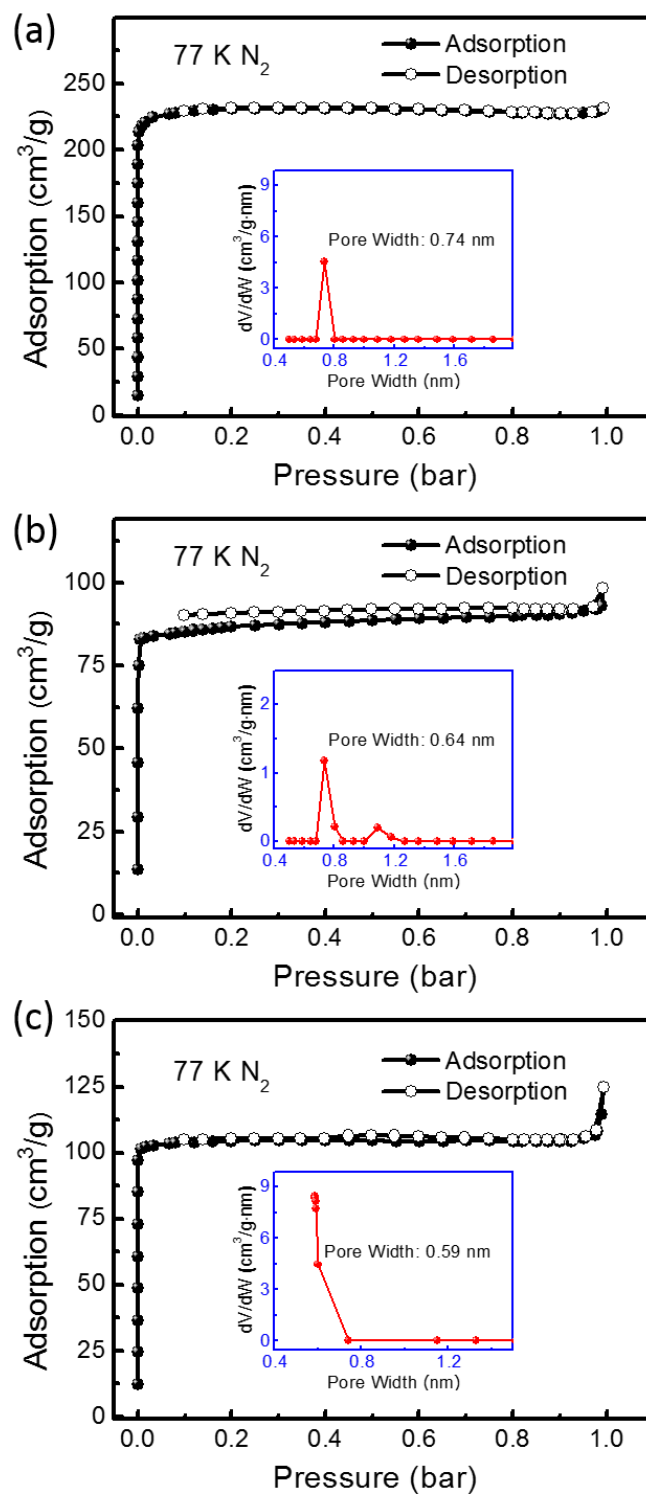 (a)
77 K N2
Adsorption
Desorption
250
200
150
100
50
0
Adsorption (cm3/g)
9
6
3
0
dV/dW (cm3/g·nm)
Pore Width: 0.74 nm
0.4 0.8 1.2 1.6
Pore Width (nm)
0.0 0.2 0.4 0.6 0.8 1.0
Pressure (bar)
(b)
77 K N2
Adsorption
Desorption
100
75
50
25
0
Adsorption (cm3/g)
2
1
0
dV/dW (cm3/g·nm)
Pore Width: 0.64 nm
0.4 0.8 1.2 1.6
Pore Width (nm)
0.0 0.2 0.4 0.6 0.8 1.0
Pressure (bar)
(c)
77 K N2
Adsorption
Desorption
150
125
100
75
50
25
0
Adsorption (cm3/g)
9
6
3
0
dV/dW (cm3/g·nm)
Pore Width: 0.59 nm
0.4 0.8 1.2
Pore Width (nm)
0.0 0.2 0.4 0.6 0.8 1.0
Pressure (bar)